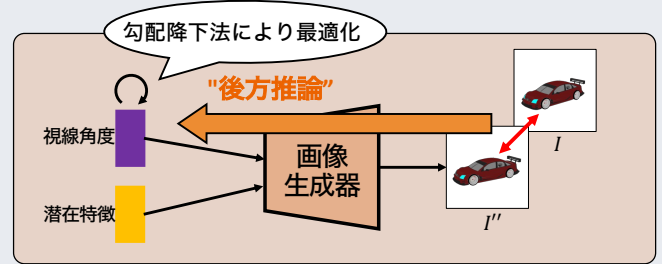 勾配降下法により最適化
"後方推論”
視線角度
画像
生成器
潜在特徴
I
I''